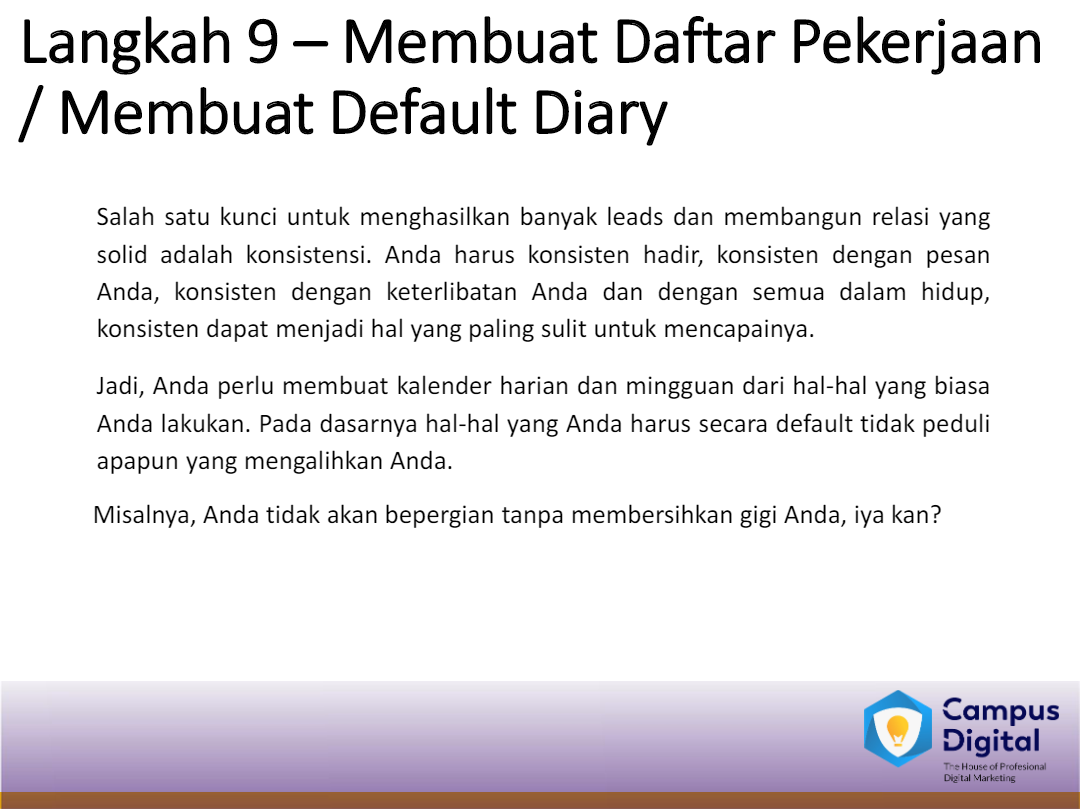 Langkah 9 – Membuat Daftar Pekerjaan
/ Membuat Default Diary
Salah satu kunci untuk menghasilkan banyak leads dan membangun relasi yang
solid adalah konsistensi. Anda harus konsisten hadir, konsisten dengan pesan
Anda, konsisten dengan keterlibatan Anda dan dengan semua dalam hidup,
konsisten dapat menjadi hal yang paling sulit untuk mencapainya.
Jadi, Anda perlu membuat kalender harian dan mingguan dari hal-hal yang biasa
Anda lakukan. Pada dasarnya hal-hal yang Anda harus secara default tidak peduli
apapun yang mengalihkan Anda.
Misalnya, Anda tidak akan bepergian tanpa membersihkan gigi Anda, iya kan?
Campus
Digital
The House of Profesional
Digital Marketing